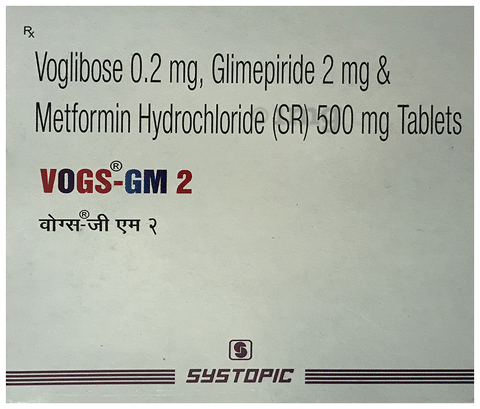 Rx
Voglibose 0.2 mg, Glimepiride 2 mg &
Metformin Hydrochloride (SR) 500 mg Tablets
VOGS®-GM 2
वोग्स®-जी एम २
S
SYSTOPIC